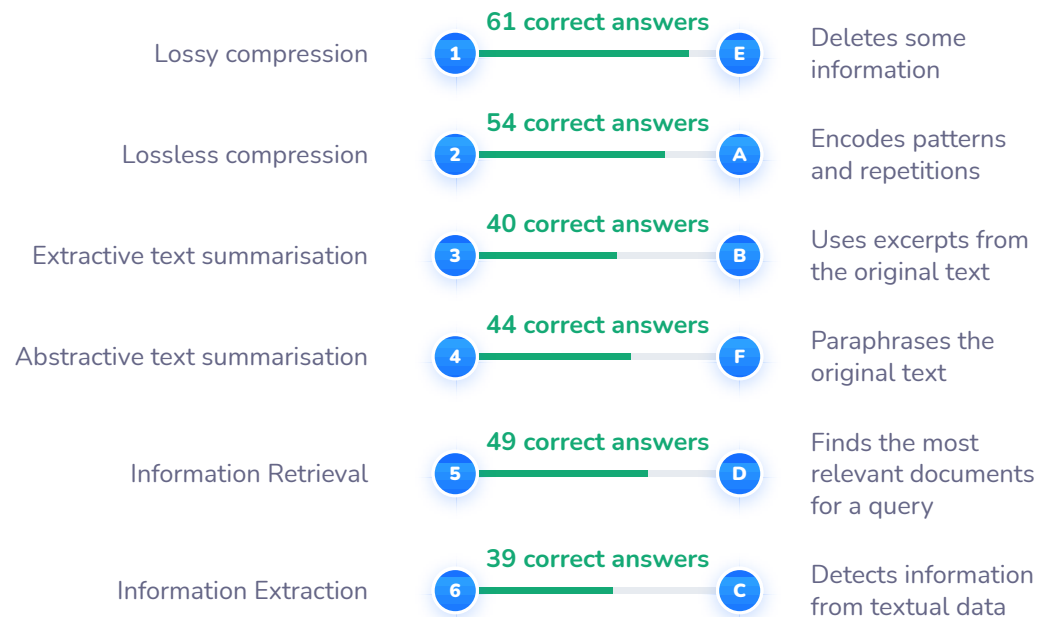 61 correct answers
Lossy compression
1
E
Deletes some
information
54 correct answers
Lossless compression
2
A
Encodes patterns
and repetitions
40 correct answers
Extractive text summarisation
3
B
Uses excerpts from
the original text
44 correct answers
Abstractive text summarisation
4
F
Paraphrases the
original text
49 correct answers
Information Retrieval
5
D
Finds the most
relevant documents
for a query
39 correct answers
Information Extraction
6
C
Detects information
from textual data